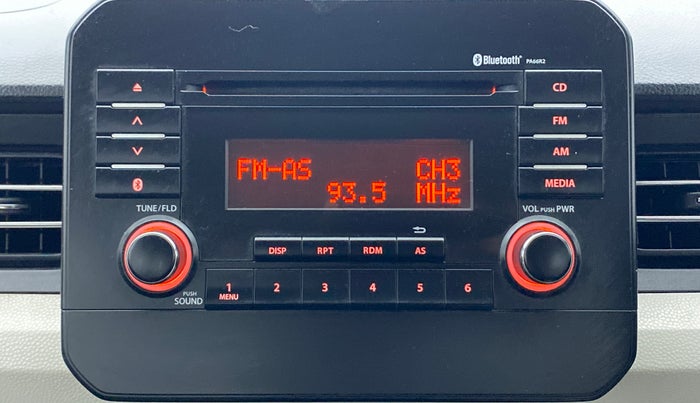 Bluetooth® PA66R2
CD
FM
FM-AS CH3
AM
93.5 MHz
MEDIA
TUNE/FLD
VOL PUSH PWR
DISP RPT RDM AS
1 2 3 4 5 6
MENU
PUSH
SOUND